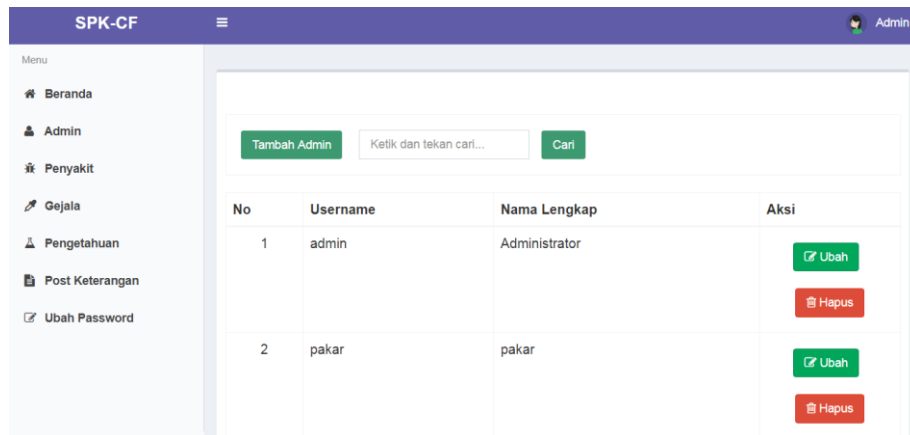 SPK-CF
Admin
Menu
Beranda
Admin
Penyakit
Gejala
Pengetahuan
Post Keterangan
Ubah Password
Tambah Admin
Ketik dan tekan cari...
Cari
No Username Nama Lengkap Aksi
1 admin Administrator
Ubah
Hapus
2 pakar pakar
Ubah
Hapus